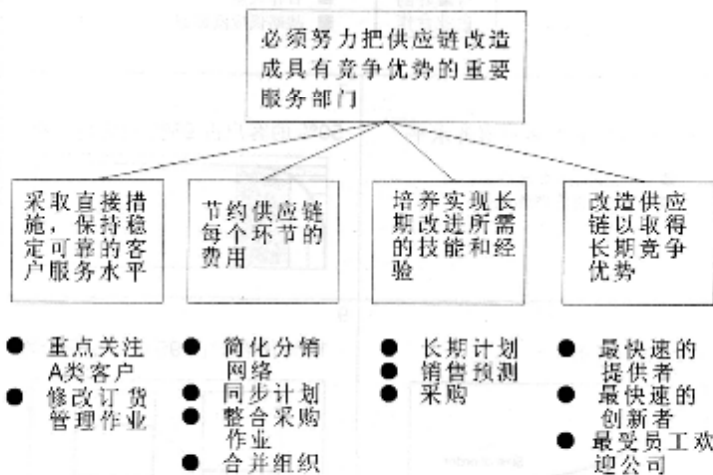 必须努力把供应链改造
成具有竞争优势的重要
服务部门
采取直接措
施，保持稳
定可靠的客
户服务水平
节约供应链
每个环节的
费用
培养实现长
期改进所需
的技能和经
验
改造供应
链以取得
长期竞争
优势
● 重点关注
A类客户
● 修改订货
管理作业
● 简化分销
网络
● 同步计划
● 整合采购
作业
● 合并组织
● 长期计划
● 销售预测
● 采购
● 最快速的
提供者
● 最快速的
创新者
● 最受员工欢
迎公司